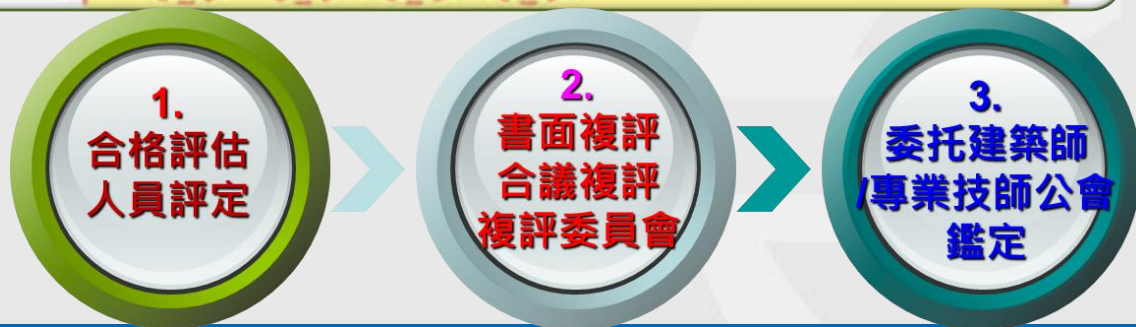 1.
合格評估
人員評定
2.
書面複評
合議複評
複評委員會
3.
委托建築師
/專業技師公會
鑑定